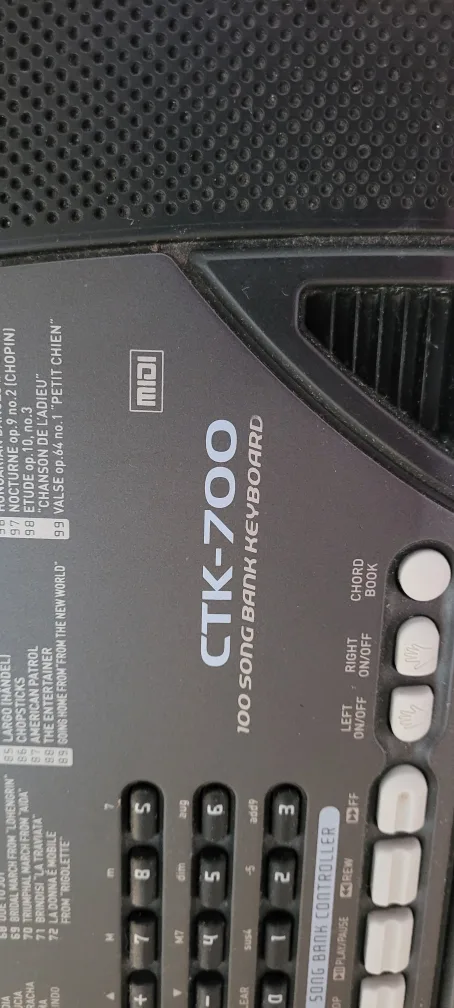 69 BRIDAL MARCH FROM "LOHENGRIN"
70 TRIUMPHAL MARCH FROM "AIDA"
71 BRINDISI "LA TRAVIATA"
72 LA DONNA È MOBILE
FROM "RIGOLETTE"
85 LARGO (HÄNDEL)
86 CHOPSTICKS
87 AMERICAN PATROL
88 THE ENTERTAINER
89 GOING HOME FROM "FROM THE NEW WORLD"
97 NOCTURNE op.9 no.2 (CHOPIN)
98 ETUDE op.10, no.3
"CHANSON DE L'ADIEU"
99 VALSE op.64 no.1 "PETIT CHIEN"
MIDI
CTK-700
100 SONG BANK KEYBOARD
M m 7
+ 7 8 9
M7 dim aug
- 4 5 6
sus4 -5 add9
0 1 2 3
SONG BANK CONTROLLER
PLAY/PAUSE REW FF
LEFT ON/OFF
RIGHT ON/OFF
CHORD BOOK